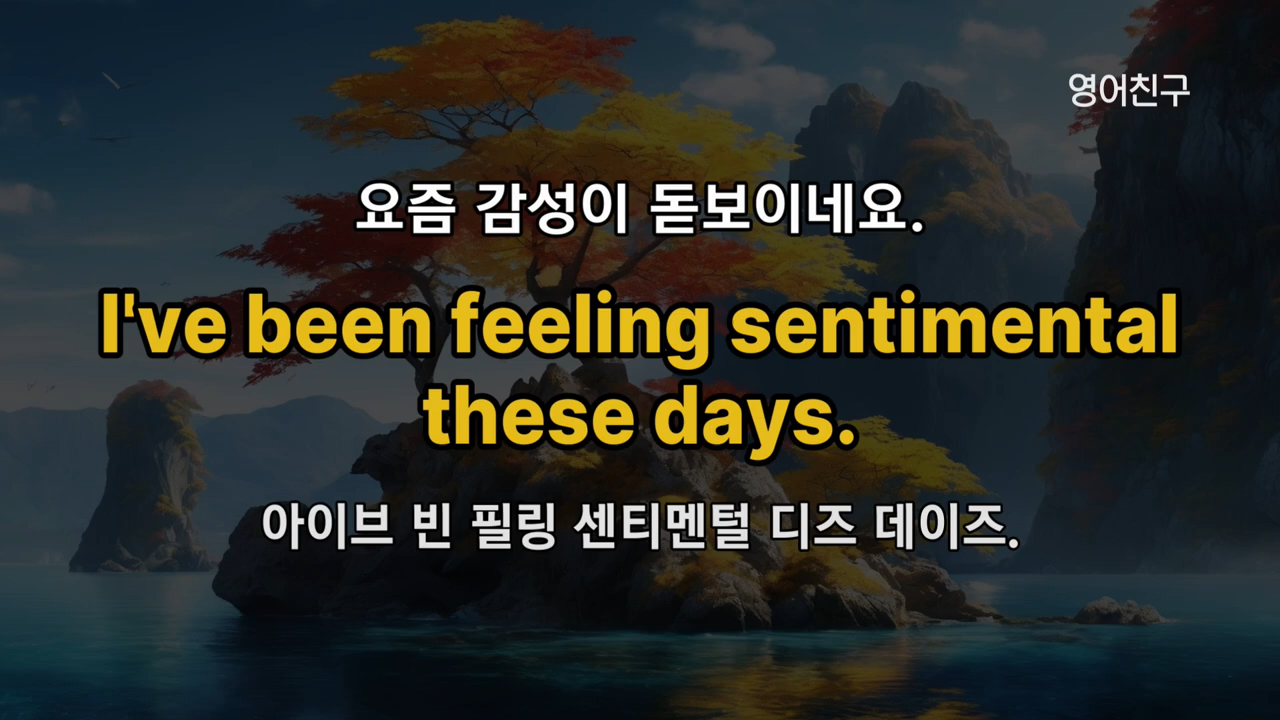 영어친구
요즘 감성이 돋보이네요.
I've been feeling sentimental
these days.
아이브 빈 필링 센티멘털 디즈 데이즈.